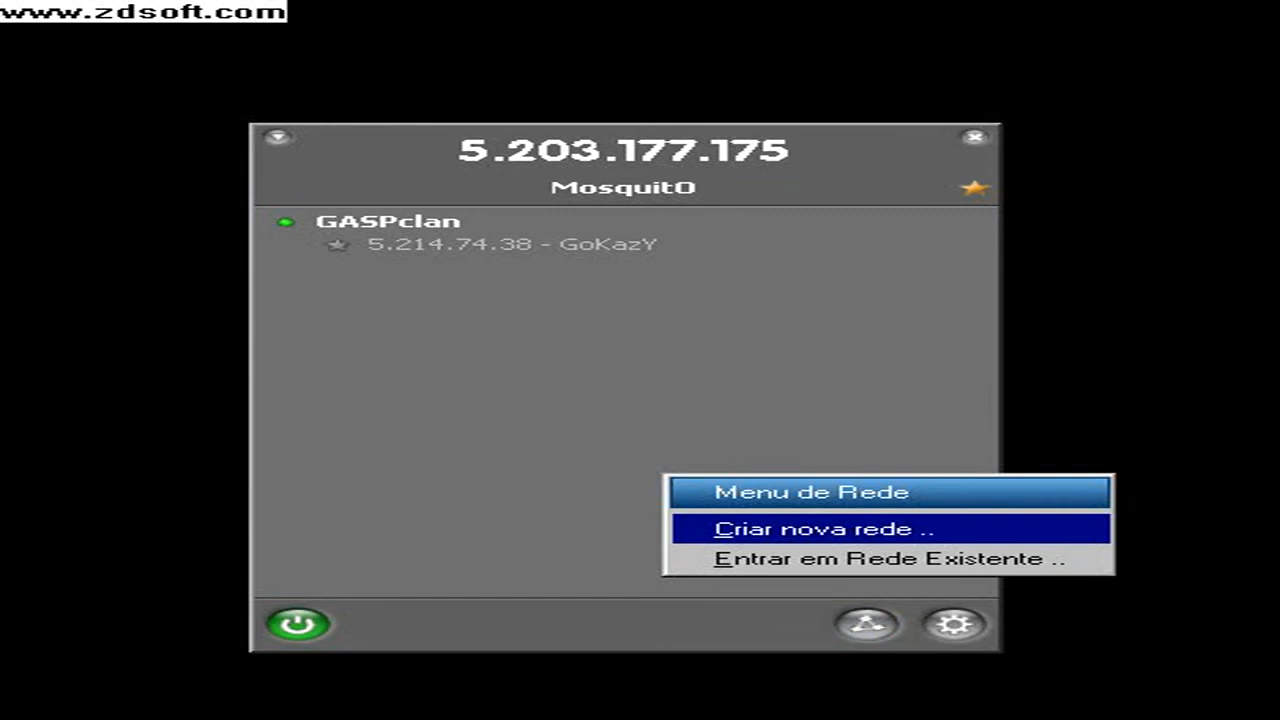 www.zdsoft.com
5.203.177.175
Mosquit0
GASPclan
5.214.74.38 - GoKazY
Menu de Rede
Criar nova rede ..
Entrar em Rede Existente ..